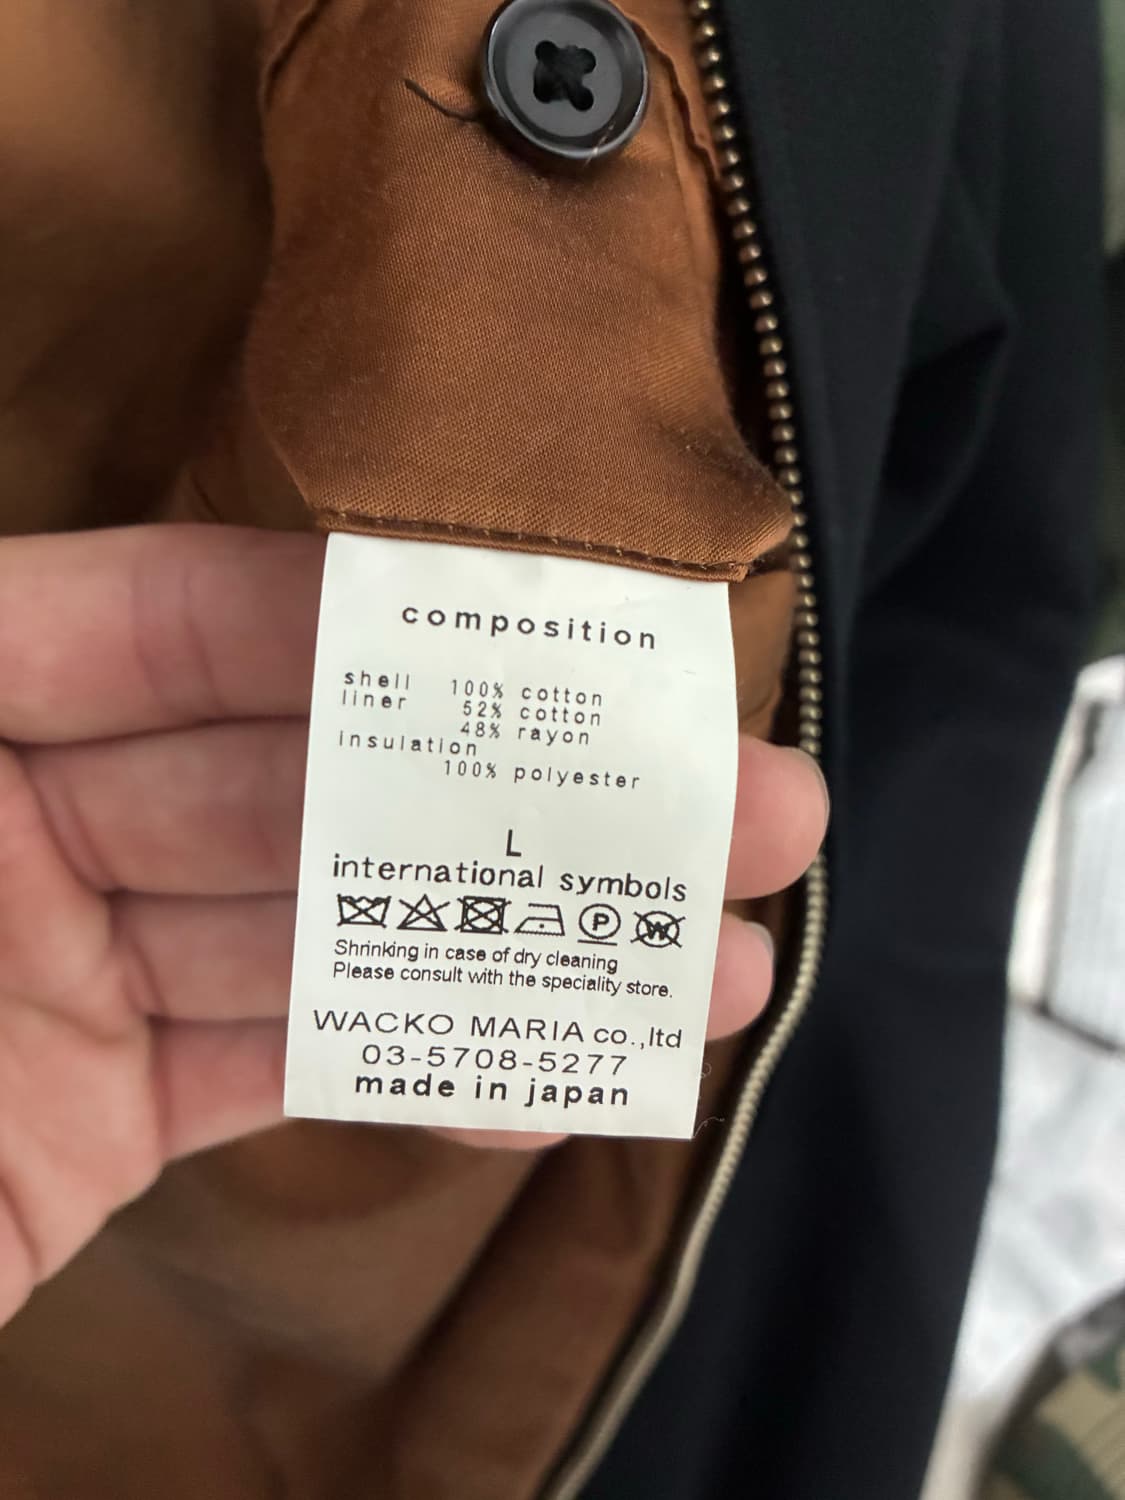 composition
shell 100% cotton
liner 52% cotton
48% rayon
insulation
100% polyester
L
international symbols
P W
Shrinking in case of dry cleaning
Please consult with the speciality store.
WACKO MARIA co.,ltd
03-5708-5277
made in japan